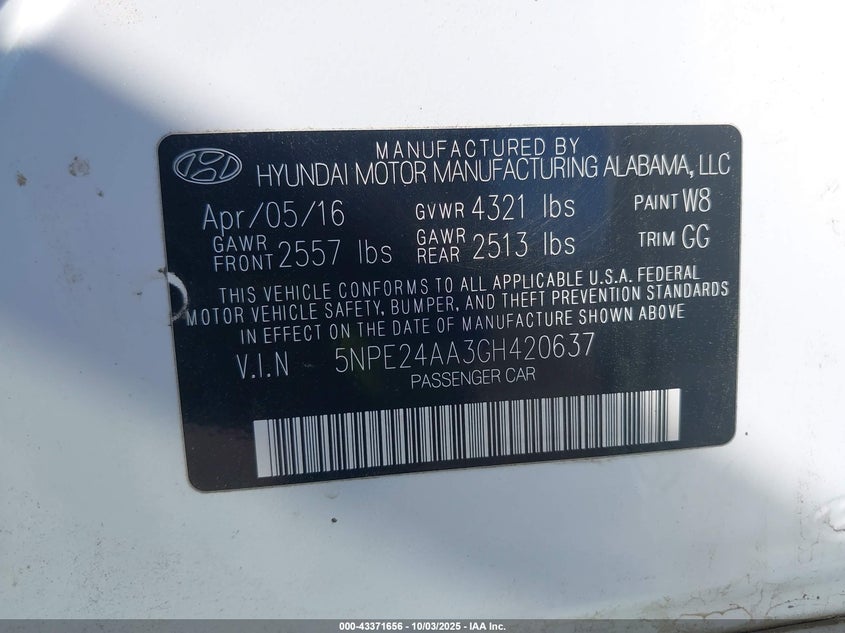 MANUFACTURED BY
HYUNDAI MOTOR MANUFACTURING ALABAMA, LLC
Apr/05/16 GVWR 4321 lbs PAINT W8
GAWR FRONT 2557 lbs GAWR REAR 2513 lbs TRIM GG
THIS VEHICLE CONFORMS TO ALL APPLICABLE U.S.A. FEDERAL
MOTOR VEHICLE SAFETY, BUMPER, AND THEFT PREVENTION STANDARDS
IN EFFECT ON THE DATE OF MANUFACTURE SHOWN ABOVE
V.I.N 5NPE24AA3GH420637
PASSENGER CAR
000-43371656 - 10/03/2025 - IAA Inc.